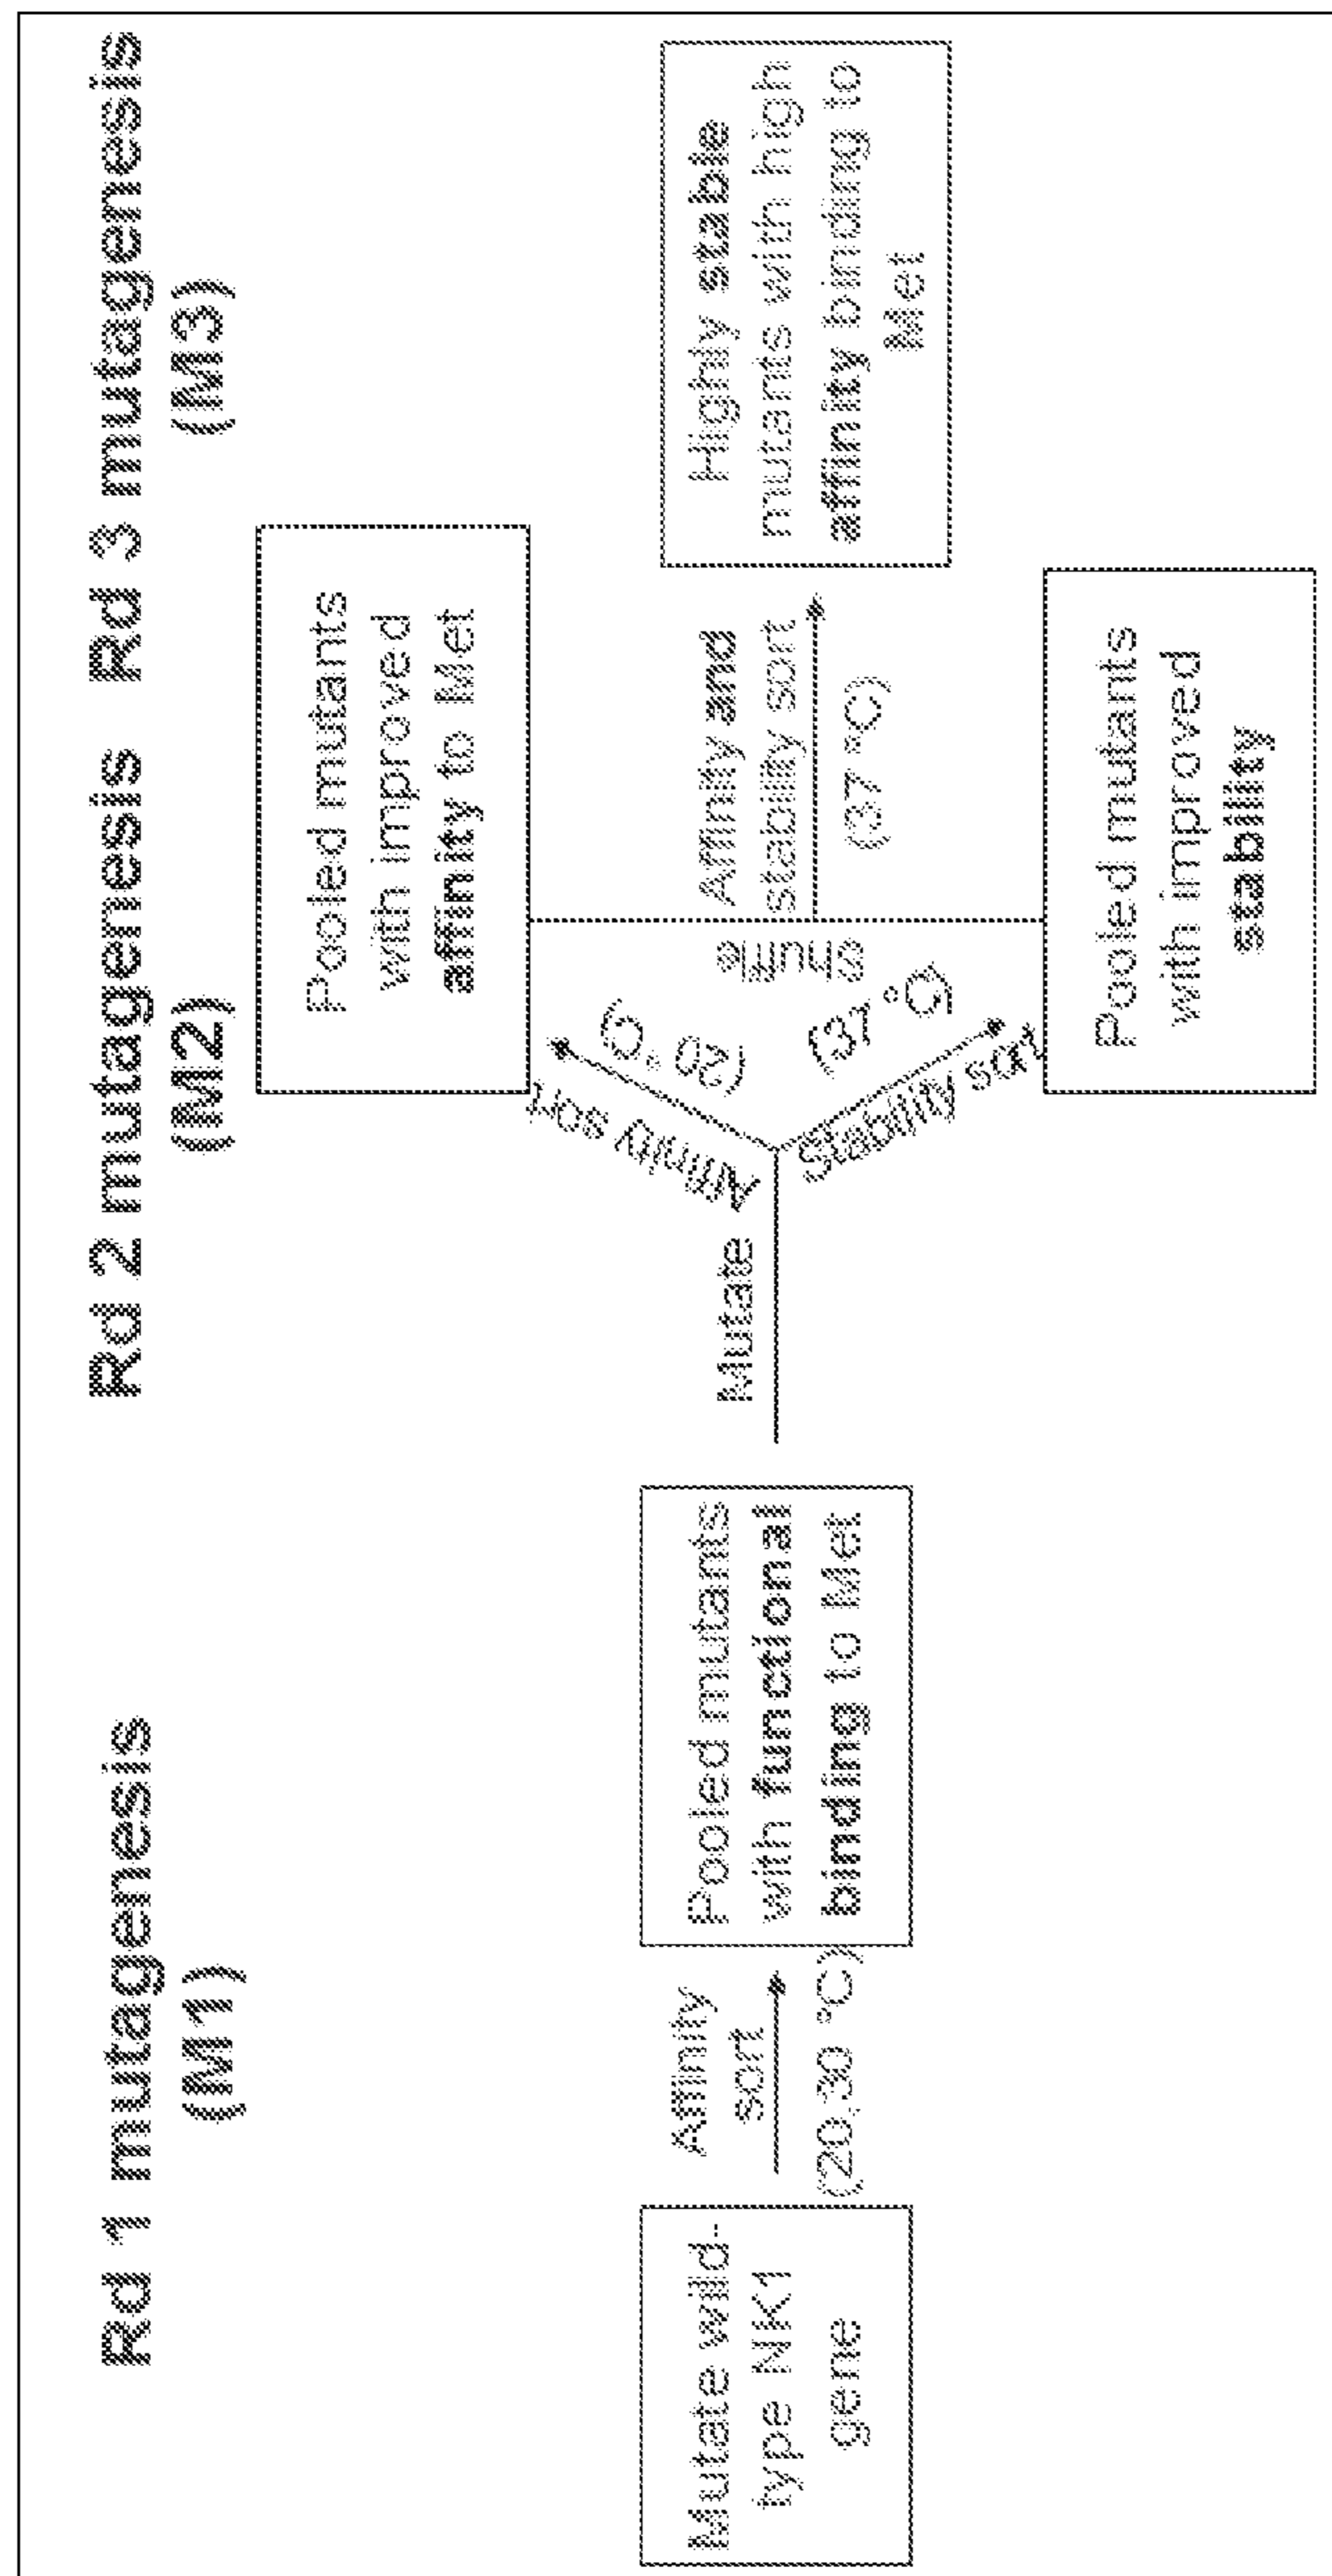 Rd 1 mutagenesis
(M1)
Rd 2 mutagenesis
(M2)
Rd 3 mutagenesis
(M3)
Mutate wild-
type NK1
gene
Affinity
sort
(20,30 °C)
Pooled mutants
with functional
binding to Met
Mutate
Affinity sort
(20 °C)
Stability sort
(37 °C)
Pooled mutants
with improved
affinity to Met
Pooled mutants
with improved
stability
Shuffle
Affinity and
stability sort
(37 °C)
Highly stable
mutants with high
affinity binding to
Met